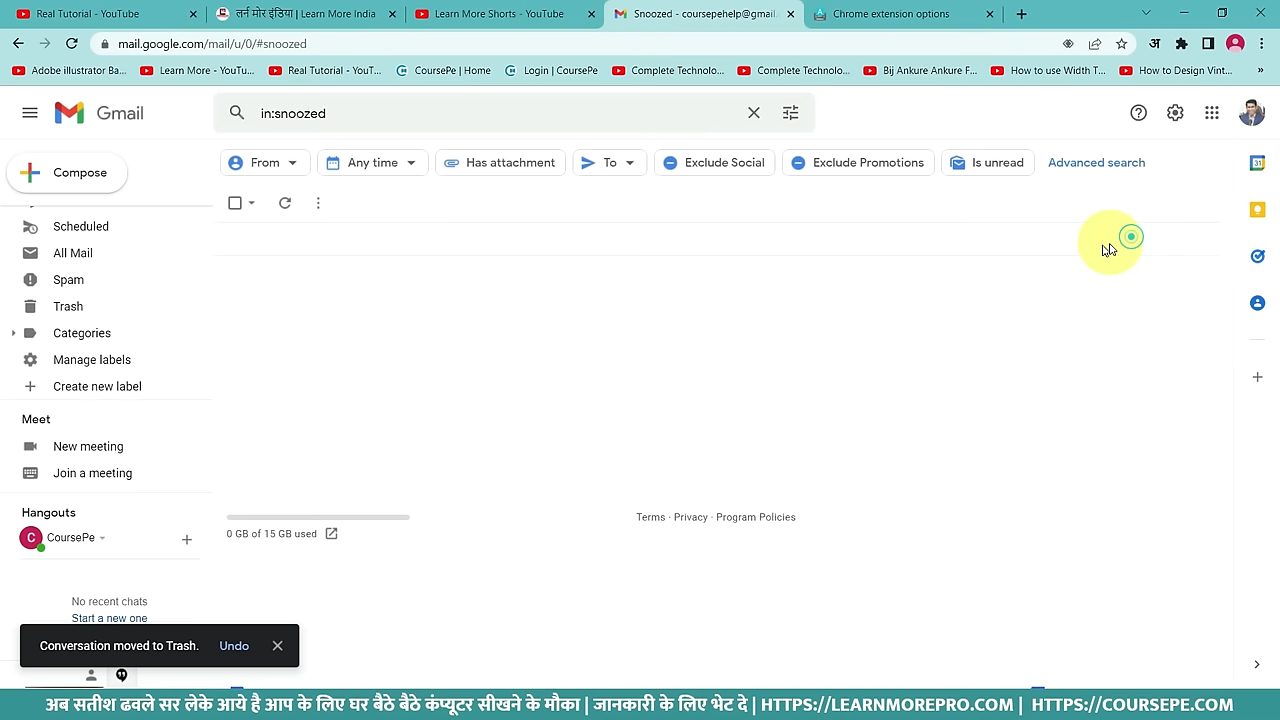 Real Tutorial - YouTube
तर्न मोर इंडिया | Learn More India
Learn More Shorts - YouTube
Snoozed - coursepehelp@gmail.
Chrome extension options
mail.google.com/mail/u/0/#snoozed
अ
Adobe illustrator Ba...
Learn More - YouTu...
Real Tutorial - YouT...
CoursePe | Home
Login | CoursePe
Complete Technolo...
Complete Technolo...
Bij Ankure Ankure F...
How to use Width T...
How to Design Vint...
Gmail
in:snoozed
Compose
From
Any time
Has attachment
To
Exclude Social
Exclude Promotions
Is unread
Advanced search
31
Scheduled
All Mail
Spam
Trash
Categories
Manage labels
Create new label
Meet
New meeting
Join a meeting
Hangouts
C CoursePe
No recent chats
Start a new one
0 GB of 15 GB used
Terms · Privacy · Program Policies
Conversation moved to Trash. Undo
अब सतीश ढवले सर लेके आये है आप के लिए घर बैठे बैठे कंप्यूटर सीखने के मौका | जानकारी के लिए भेट दे | HTTPS://LEARNMOREPRO.COM | HTTPS://COURSEPE.COM